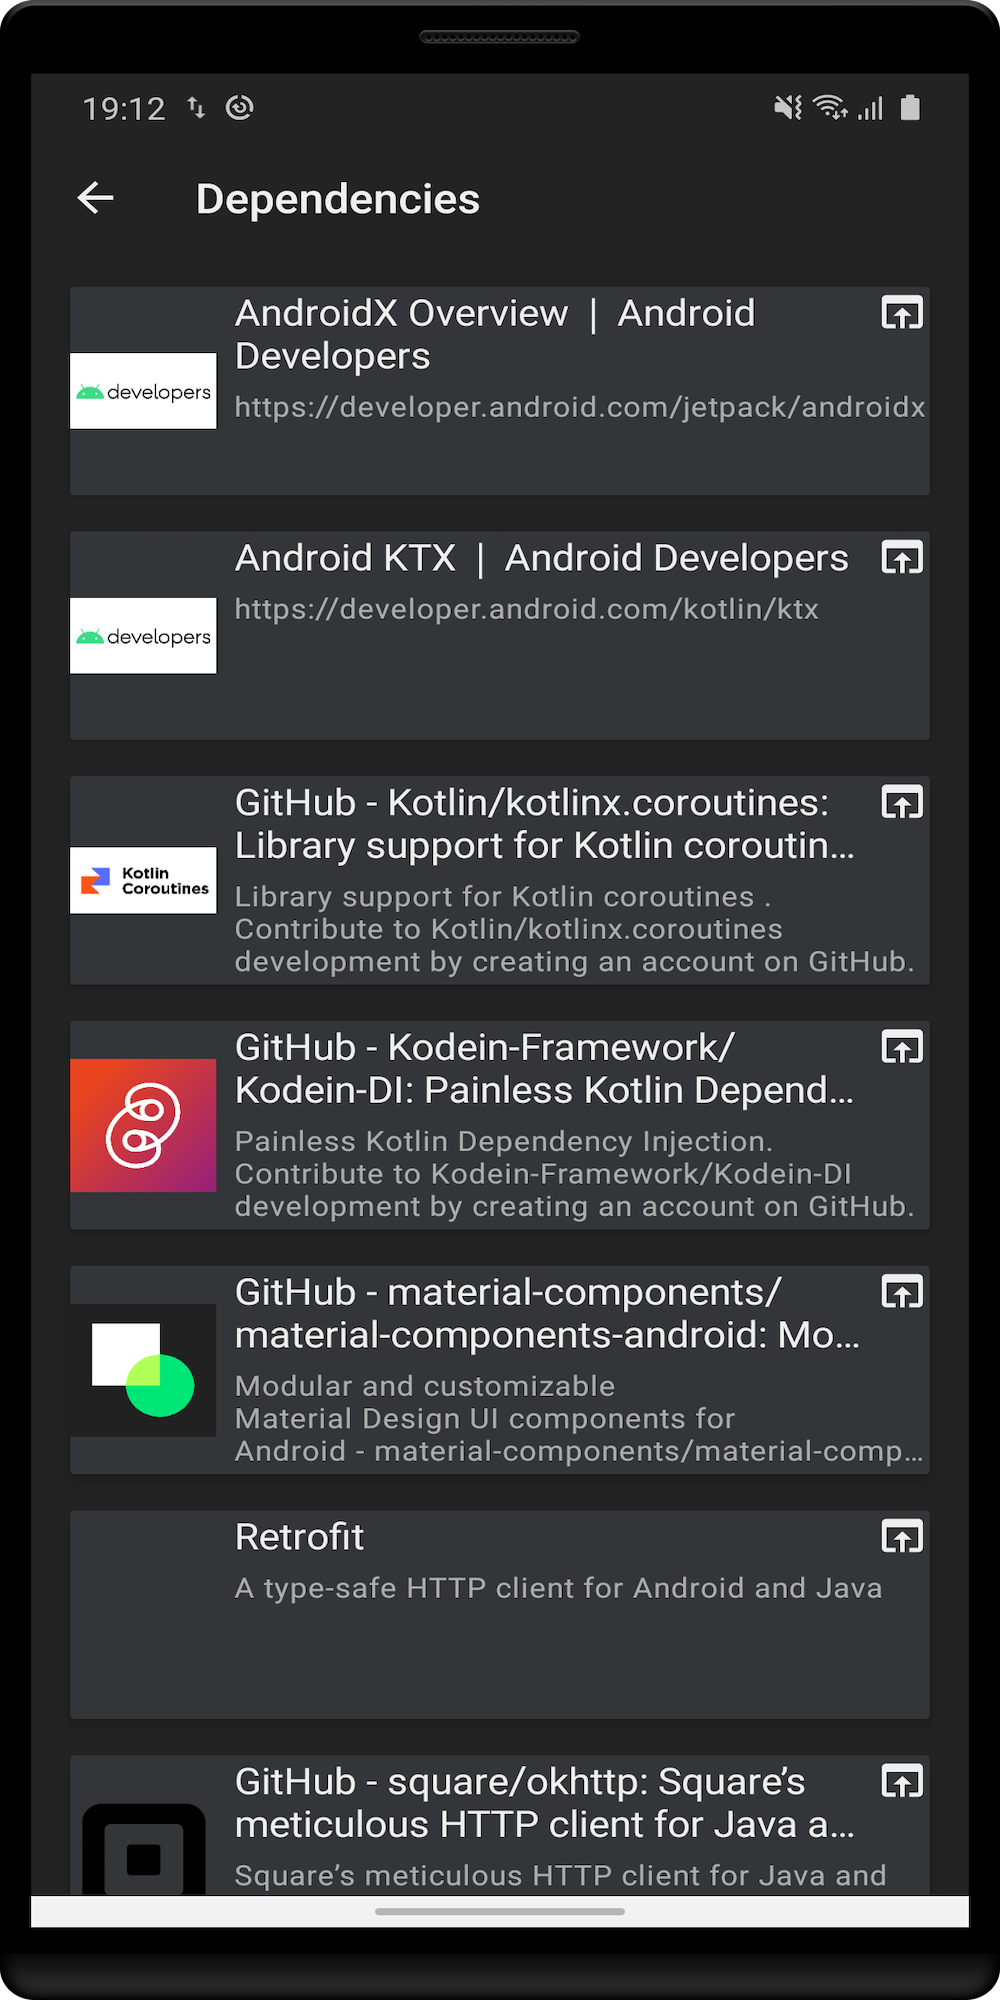 19:12
Dependencies
AndroidX Overview | Android
Developers
developers
https://developer.android.com/jetpack/androidx
Android KTX | Android Developers
developers
https://developer.android.com/kotlin/ktx
GitHub - Kotlin/kotlinx.coroutines:
Library support for Kotlin coroutin…
Kotlin
Coroutines
Library support for Kotlin coroutines .
Contribute to Kotlin/kotlinx.coroutines
development by creating an account on GitHub.
GitHub - Kodein-Framework/
Kodein-DI: Painless Kotlin Depend…
Painless Kotlin Dependency Injection.
Contribute to Kodein-Framework/Kodein-DI
development by creating an account on GitHub.
GitHub - material-components/
material-components-android: Mo…
Modular and customizable
Material Design UI components for
Android - material-components/material-comp…
Retrofit
A type-safe HTTP client for Android and Java
GitHub - square/okhttp: Square’s
meticulous HTTP client for Java a…
Square’s meticulous HTTP client for Java and